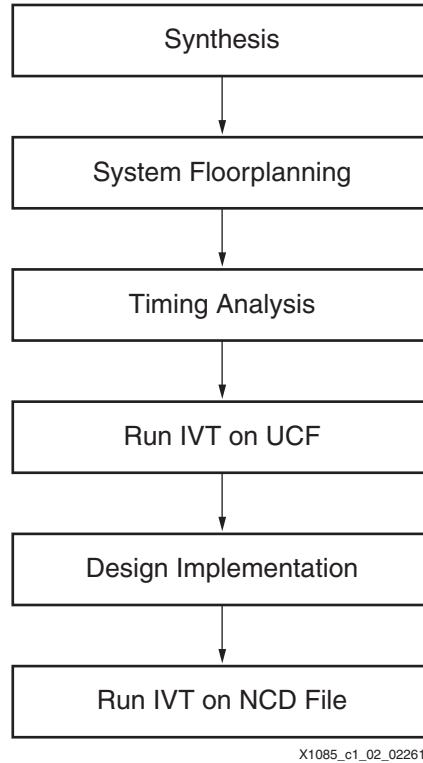 Synthesis
System Floorplanning
Timing Analysis
Run IVT on UCF
Design Implementation
Run IVT on NCD File
X1085_c1_02_02261